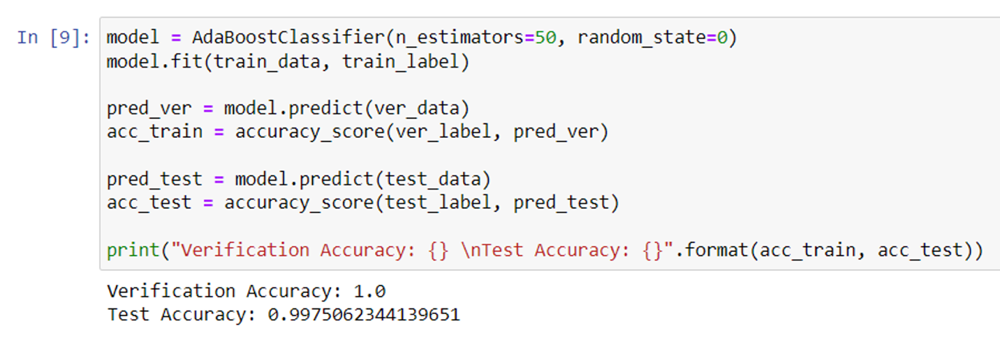 In [9]: model = AdaBoostClassifier(n_estimators=50, random_state=0)
model.fit(train_data, train_label)
pred_ver = model.predict(ver_data)
acc_train = accuracy_score(ver_label, pred_ver)
pred_test = model.predict(test_data)
acc_test = accuracy_score(test_label, pred_test)
print("Verification Accuracy: {} \nTest Accuracy: {}".format(acc_train, acc_test))
Verification Accuracy: 1.0
Test Accuracy: 0.9975062344139651